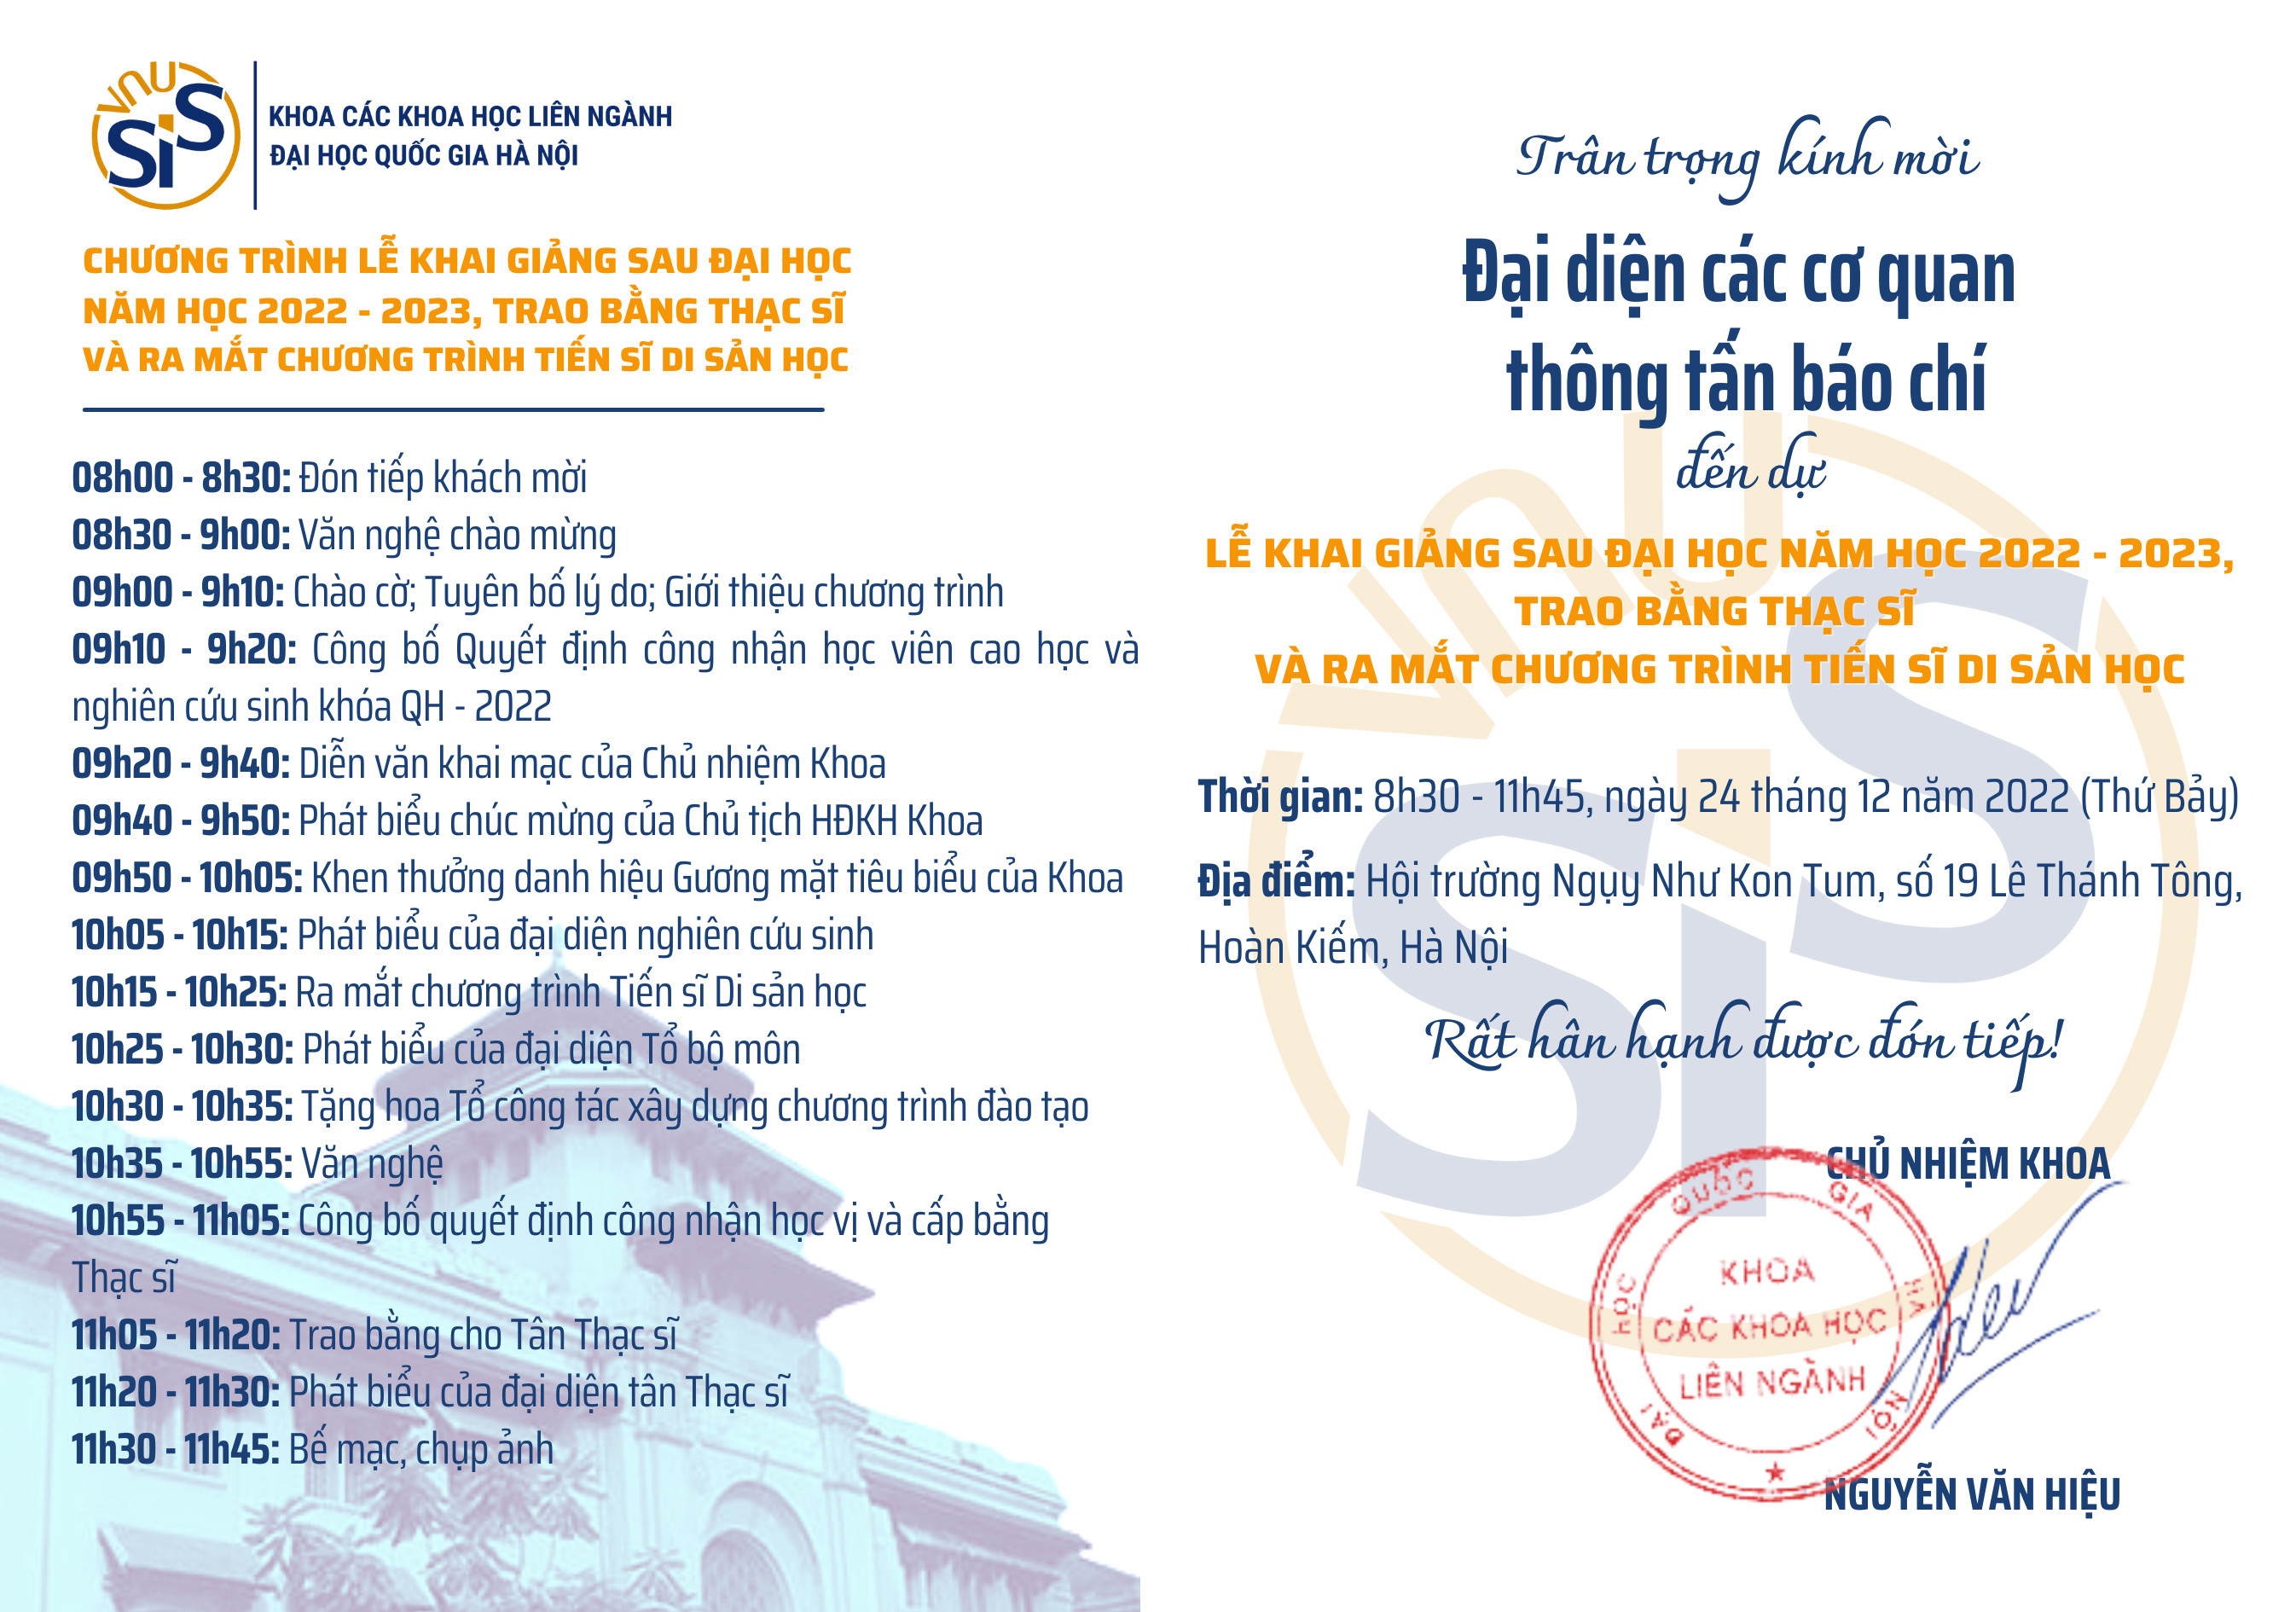 VNU
SiS
KHOA CÁC KHOA HỌC LIÊN NGÀNH
ĐẠI HỌC QUỐC GIA HÀ NỘI
CHƯƠNG TRÌNH LỄ KHAI GIẢNG SAU ĐẠI HỌC
NĂM HỌC 2022 - 2023, TRAO BẰNG THẠC SĨ
VÀ RA MẮT CHƯƠNG TRÌNH TIẾN SĨ DI SẢN HỌC
08h00 - 8h30: Đón tiếp khách mời
08h30 - 9h00: Văn nghệ chào mừng
09h00 - 9h10: Chào cờ; Tuyên bố lý do; Giới thiệu chương trình
09h10 - 9h20: Công bố Quyết định công nhận học viên cao học và
nghiên cứu sinh khóa QH - 2022
09h20 - 9h40: Diễn văn khai mạc của Chủ nhiệm Khoa
09h40 - 9h50: Phát biểu chúc mừng của Chủ tịch HĐKH Khoa
09h50 - 10h05: Khen thưởng danh hiệu Gương mặt tiêu biểu của Khoa
10h05 - 10h15: Phát biểu của đại diện nghiên cứu sinh
10h15 - 10h25: Ra mắt chương trình Tiến sĩ Di sản học
10h25 - 10h30: Phát biểu của đại diện Tổ bộ môn
10h30 - 10h35: Tặng hoa Tổ công tác xây dựng chương trình đào tạo
10h35 - 10h55: Văn nghệ
10h55 - 11h05: Công bố quyết định công nhận học vị và cấp bằng
Thạc sĩ
11h05 - 11h20: Trao bằng cho Tân Thạc sĩ
11h20 - 11h30: Phát biểu của đại diện tân Thạc sĩ
11h30 - 11h45: Bế mạc, chụp ảnh
Trân trọng kính mời
Đại diện các cơ quan
thông tấn báo chí
đến dự
LỄ KHAI GIẢNG SAU ĐẠI HỌC NĂM HỌC 2022 - 2023,
TRAO BẰNG THẠC SĨ
VÀ RA MẮT CHƯƠNG TRÌNH TIẾN SĨ DI SẢN HỌC
Thời gian: 8h30 - 11h45, ngày 24 tháng 12 năm 2022 (Thứ Bảy)
Địa điểm: Hội trường Ngụy Như Kon Tum, số 19 Lê Thánh Tông,
Hoàn Kiếm, Hà Nội
Rất hân hạnh được đón tiếp!
VNU
SiS
CHỦ NHIỆM KHOA
ĐẠI HỌC QUỐC GIA HÀ NỘI
KHOA
CÁC KHOA HỌC
LIÊN NGÀNH
NGUYỄN VĂN HIỆU